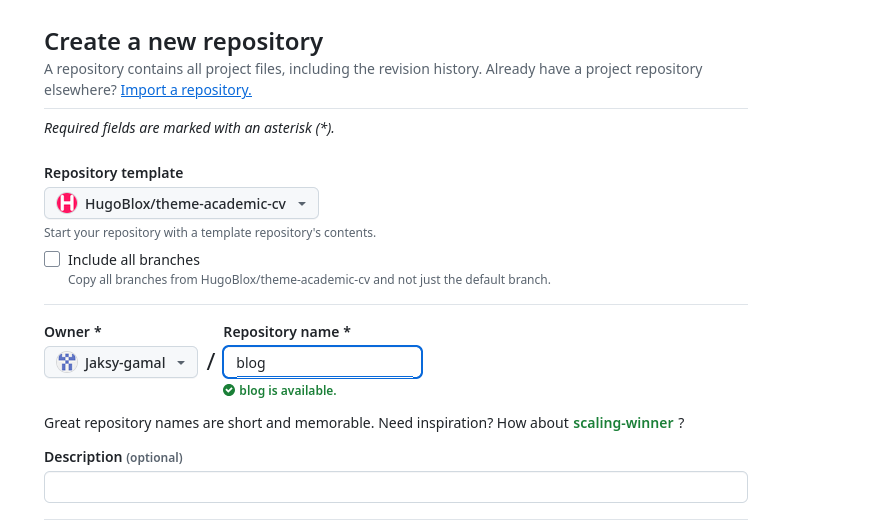 Create a new repository
A repository contains all project files, including the revision history. Already have a project repository
elsewhere? Import a repository.
Required fields are marked with an asterisk (*).
Repository template
HugoBlox/theme-academic-cv
Start your repository with a template repository's contents.
Include all branches
Copy all branches from HugoBlox/theme-academic-cv and not just the default branch.
Owner * Repository name *
Jaksy-gamal / blog
blog is available.
Great repository names are short and memorable. Need inspiration? How about scaling-winner ?
Description (optional)